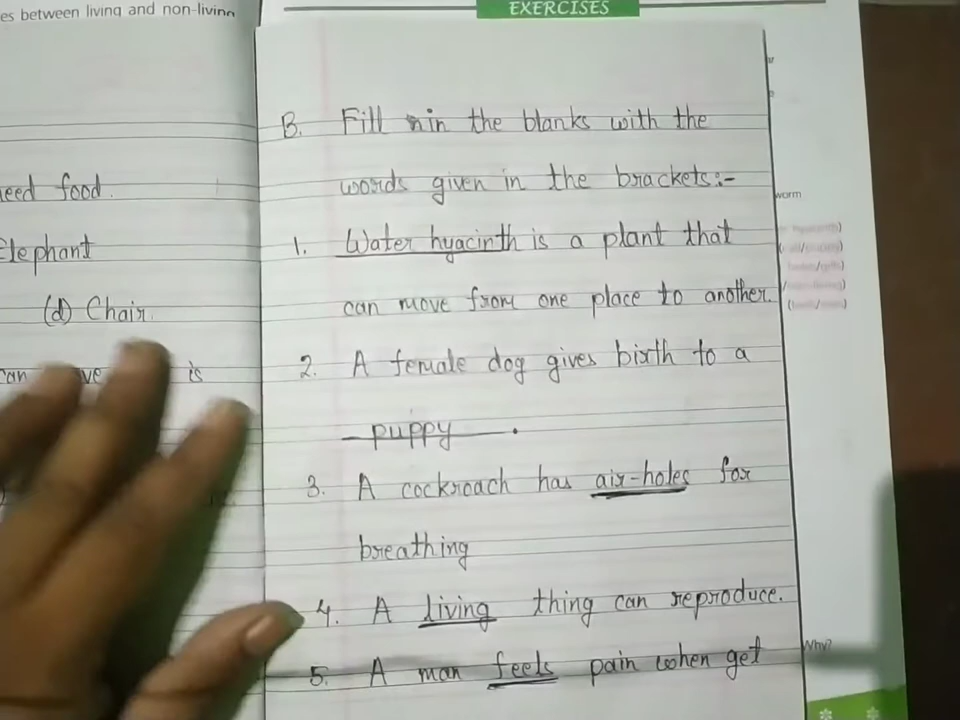 es between living and non-living
EXERCISES
eed food.
Elephant
(d) Chair.
can is
B. Fill in the blanks with the
words given in the brackets:-
1. Water hyacinth is a plant that
can move from one place to another.
2. A female dog gives birth to a
puppy.
3. A cockroach has air-holes for
breathing
4. A living thing can reproduce.
5. A man feels pain when get
worm
Why?